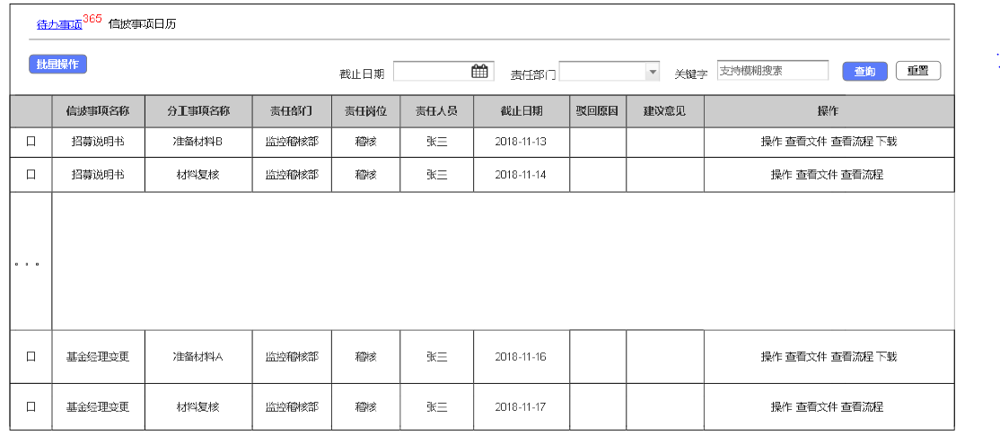 待办事项365 信披事项日历
批量操作 截止日期 责任部门 关键字 支持模糊搜索 查询 重置
信披事项名称 分工事项名称 责任部门 责任岗位 责任人员 截止日期 驳回原因 建议意见 操作
口 招募说明书 准备材料B 监控稽核部 稽核 张三 2018-11-13 操作 查看文件 查看流程 下载
口 招募说明书 材料复核 监控稽核部 稽核 张三 2018-11-14 操作 查看文件 查看流程
。。。
口 基金经理变更 准备材料A 监控稽核部 稽核 张三 2018-11-16 操作 查看文件 查看流程 下载
口 基金经理变更 材料复核 监控稽核部 稽核 张三 2018-11-17 操作 查看文件 查看流程